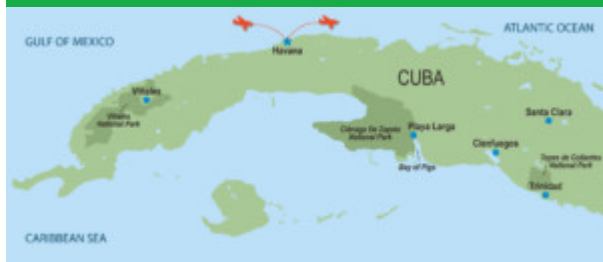 GULF OF MEXICO
ATLANTIC OCEAN
Havana
CUBA
Viñales
Viñales
National Park
Santa Clara
Ciénaga De Zapata
National Park
Playa Larga
Cienfuegos
Bay of Pigs
Topes de Collantes
National Park
Trinidad
CARIBBEAN SEA